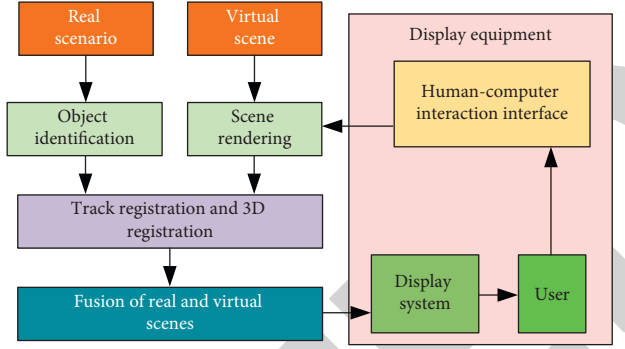 Real
scenario
Virtual
scene
Display equipment
Human-computer
interaction interface
Object
identification
Scene
rendering
Track registration and 3D
registration
Fusion of real and virtual
scenes
Display
system
User